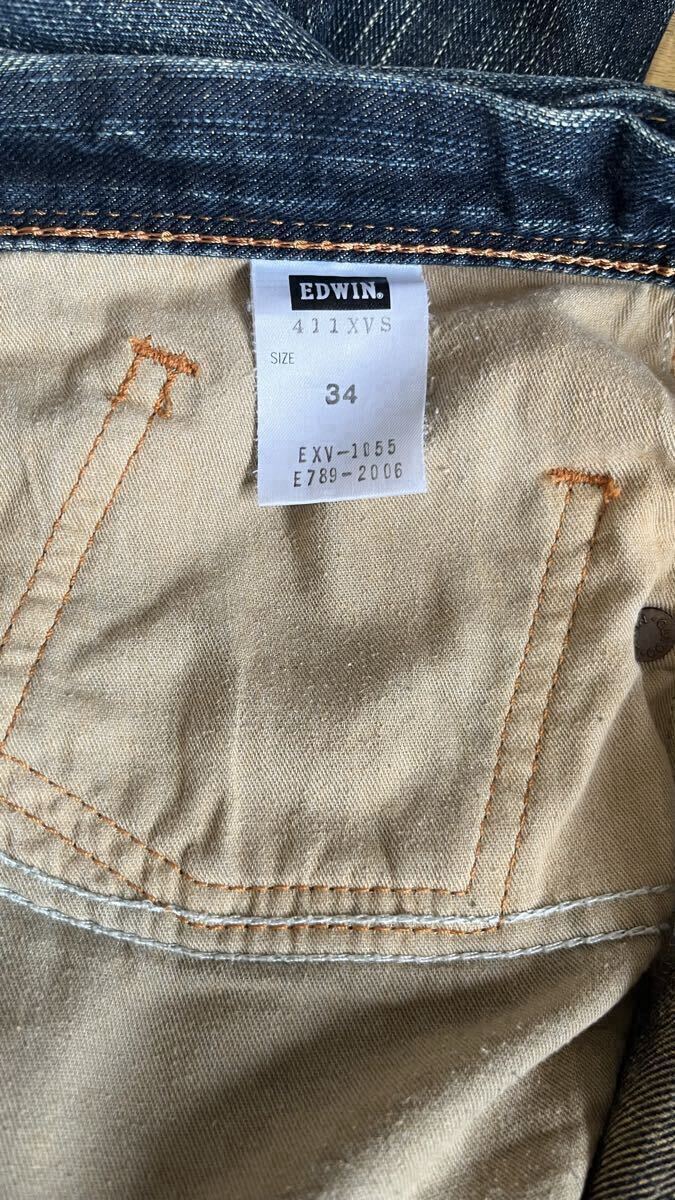 EDWIN®
411XVS
SIZE
34
EXV-1055
E789-2006